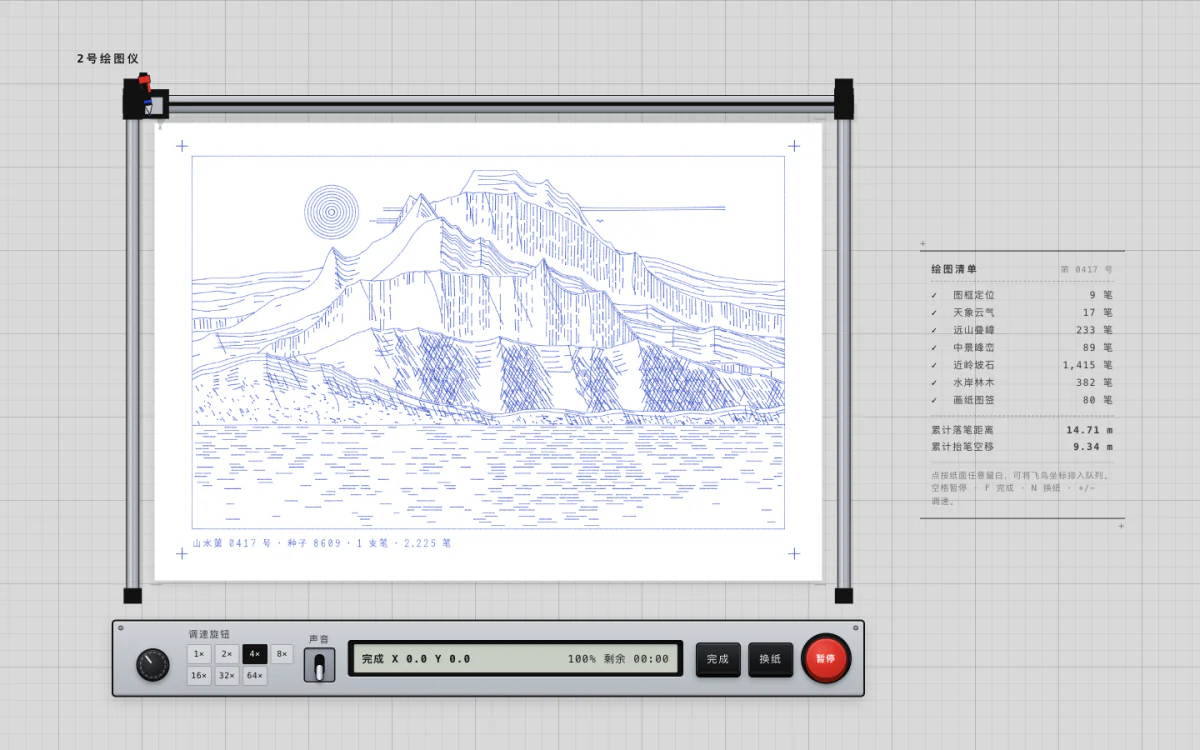 2号绘图仪
山水第 0417 号 · 种子 8609 · 1 支笔 · 2.225 笔
绘图清单 第 0417 号
✓ 图框定位 9 笔
✓ 天象云气 17 笔
✓ 远山叠嶂 233 笔
✓ 中景峰峦 89 笔
✓ 近岭坡石 1,415 笔
✓ 水岸林木 382 笔
✓ 画纸图签 80 笔
累计落笔距离 14.71 m
累计抬笔空移 9.34 m
点按纸面任意留白，可将飞鸟坐标排入队列。
空格暂停 · F 完成 · N 换纸 · +/−
调速。
调速旋钮
1× 2× 4× 8×
16× 32× 64×
声音
完成 X 0.0 Y 0.0 100% 剩余 00:00
完成
换纸
暂停